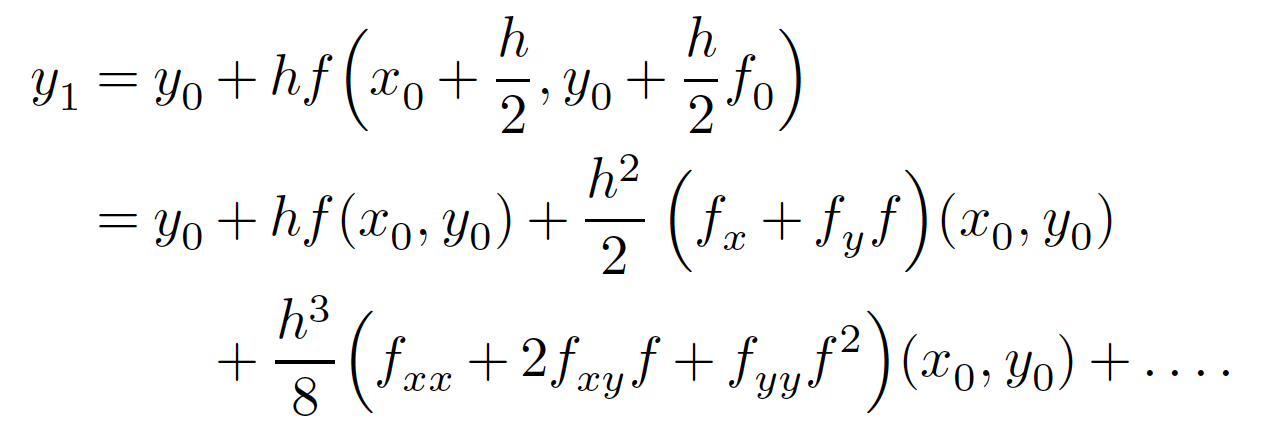 y_1 = y_0 + hf\left(x_0 + \frac{h}{2}, y_0 + \frac{h}{2} f_0\right)
= y_0 + hf(x_0, y_0) + \frac{h^2}{2} \left(f_x + f_y f\right)(x_0, y_0)
+ \frac{h^3}{8} \left(f_{xx} + 2f_{xy} f + f_{yy} f^2\right)(x_0, y_0) + \ldots.